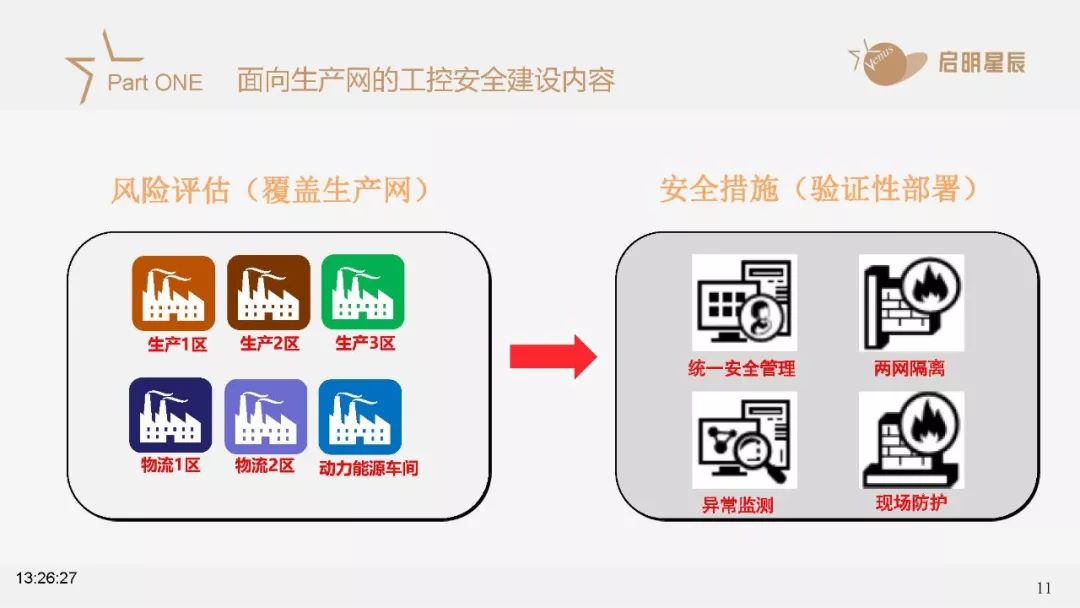 Part ONE 面向生产网的工控安全建设内容
Venus 启明星辰
风险评估（覆盖生产网）
安全措施（验证性部署）
生产1区 生产2区 生产3区
物流1区 物流2区 动力能源车间
统一安全管理 两网隔离
异常监测 现场防护
13:26:27
11